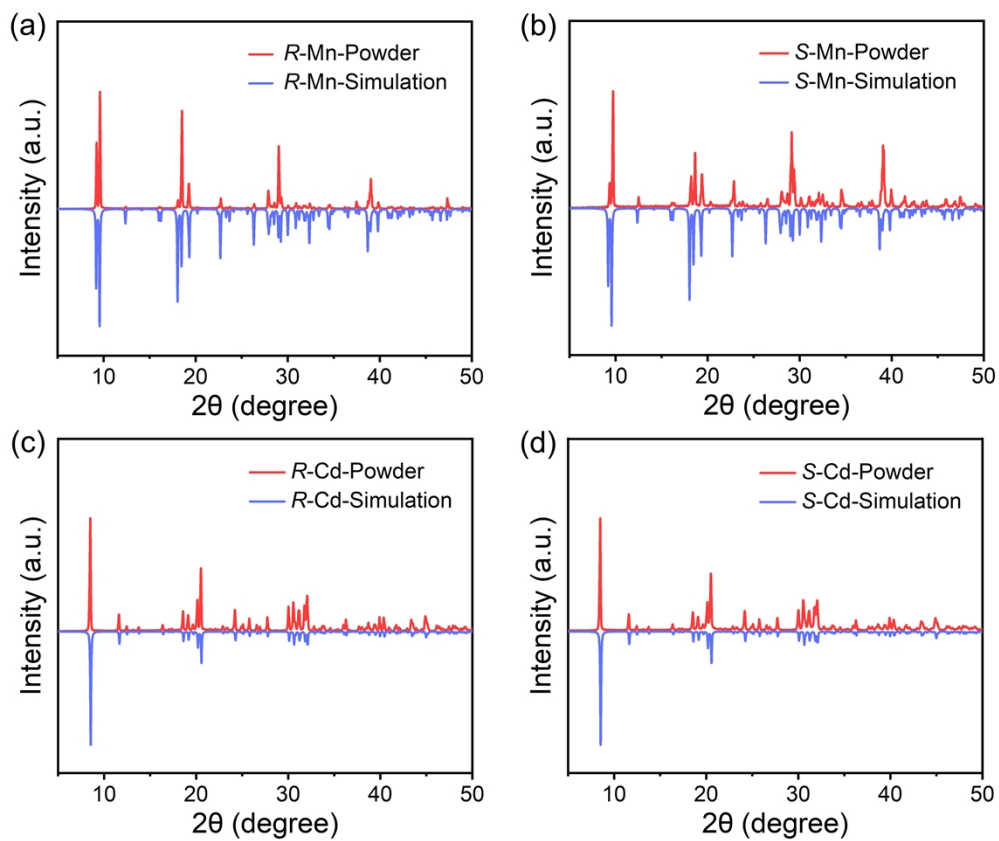 (a)
R-Mn-Powder
R-Mn-Simulation
Intensity (a.u.)
10 20 30 40 50
2θ (degree)
(b)
S-Mn-Powder
S-Mn-Simulation
Intensity (a.u.)
10 20 30 40 50
2θ (degree)
(c)
R-Cd-Powder
R-Cd-Simulation
Intensity (a.u.)
10 20 30 40 50
2θ (degree)
(d)
S-Cd-Powder
S-Cd-Simulation
Intensity (a.u.)
10 20 30 40 50
2θ (degree)